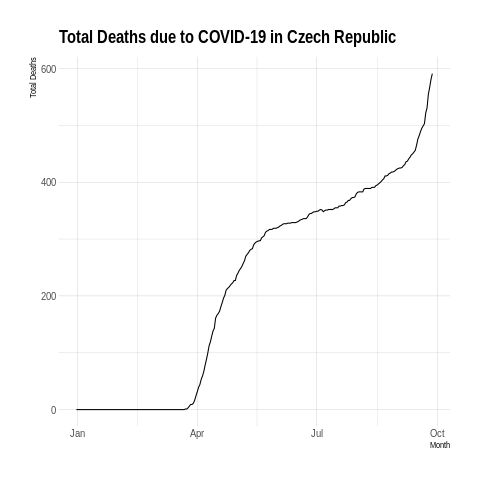 Total Deaths due to COVID-19 in Czech Republic
Total Deaths
600
400
200
0
Jan Apr Jul Oct
Month